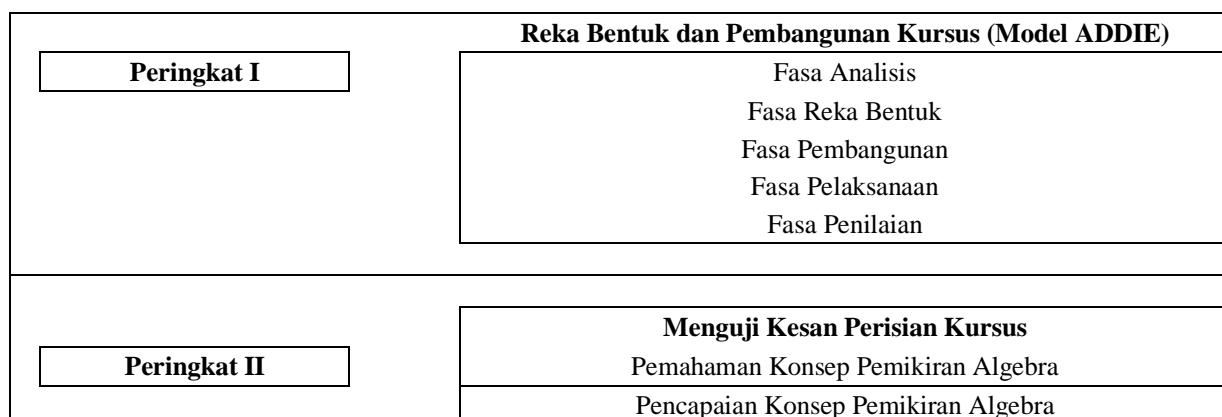 Reka Bentuk dan Pembangunan Kursus (Model ADDIE)
Peringkat I
Fasa Analisis
Fasa Reka Bentuk
Fasa Pembangunan
Fasa Pelaksanaan
Fasa Penilaian
Menguji Kesan Perisian Kursus
Peringkat II
Pemahaman Konsep Pemikiran Algebra
Pencapaian Konsep Pemikiran Algebra